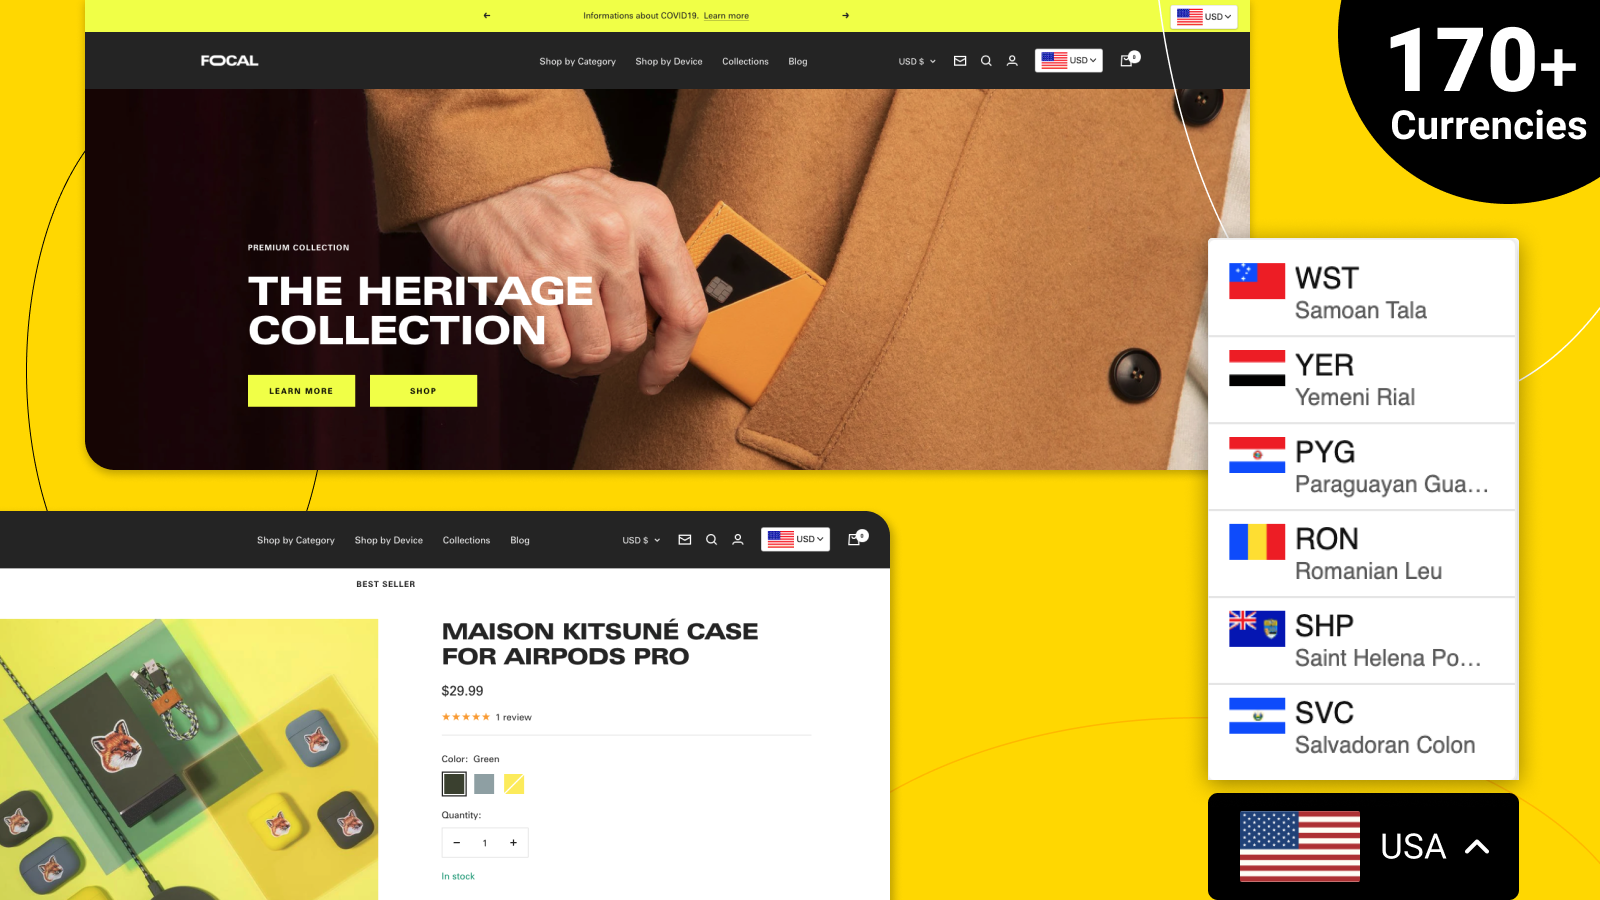 Informations about COVID19. Learn more
USD
170+
Currencies
FOCAL
Shop by Category
Shop by Device
Collections
Blog
USD $
USD
0
PREMIUM COLLECTION
THE HERITAGE
COLLECTION
LEARN MORE
SHOP
WST
Samoan Tala
YER
Yemeni Rial
PYG
Paraguayan Gua...
RON
Romanian Leu
SHP
Saint Helena Po...
SVC
Salvadoran Colon
USA
Shop by Category
Shop by Device
Collections
Blog
USD $
USD
0
BEST SELLER
MAISON KITSUNÉ CASE
FOR AIRPODS PRO
$29.99
1 review
Color: Green
Quantity:
1
In stock